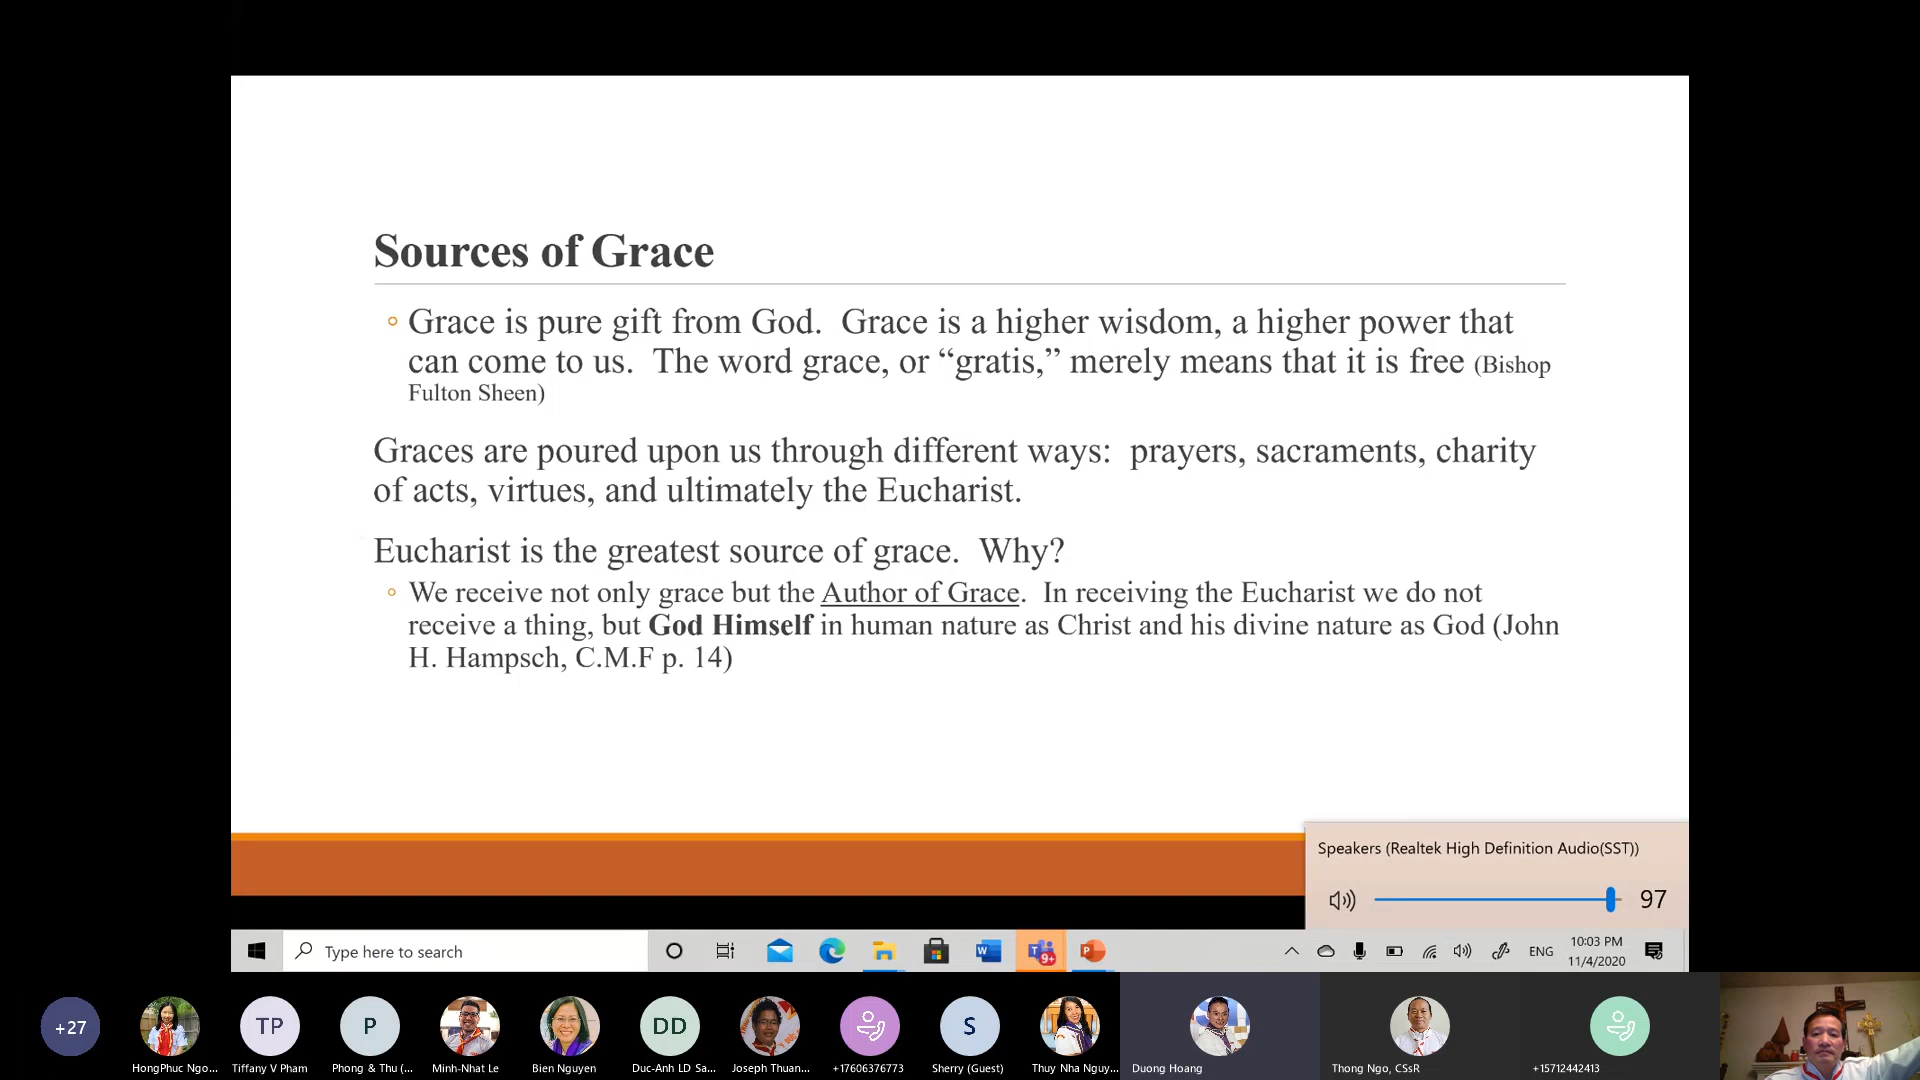 Sources of Grace
Grace is pure gift from God.  Grace is a higher wisdom, a higher power that
can come to us.  The word grace, or “gratis,” merely means that it is free (Bishop
Fulton Sheen)
Graces are poured upon us through different ways:  prayers, sacraments, charity
of acts, virtues, and ultimately the Eucharist.
Eucharist is the greatest source of grace.  Why?
We receive not only grace but the Author of Grace.  In receiving the Eucharist we do not
receive a thing, but God Himself in human nature as Christ and his divine nature as God (John
H. Hampsch, C.M.F p. 14)
Speakers (Realtek High Definition Audio(SST))
97
Type here to search
9+
ENG
10:03 PM
11/4/2020
+27
TP
P
DD
S
HongPhuc Ngo...
Tiffany V Pham
Phong & Thu (...
Minh-Nhat Le
Bien Nguyen
Duc-Anh LD Sa...
Joseph Thuan...
+17606376773
Sherry (Guest)
Thuy Nha Nguy...
Duong Hoang
Thong Ngo, CSsR
+15712442413